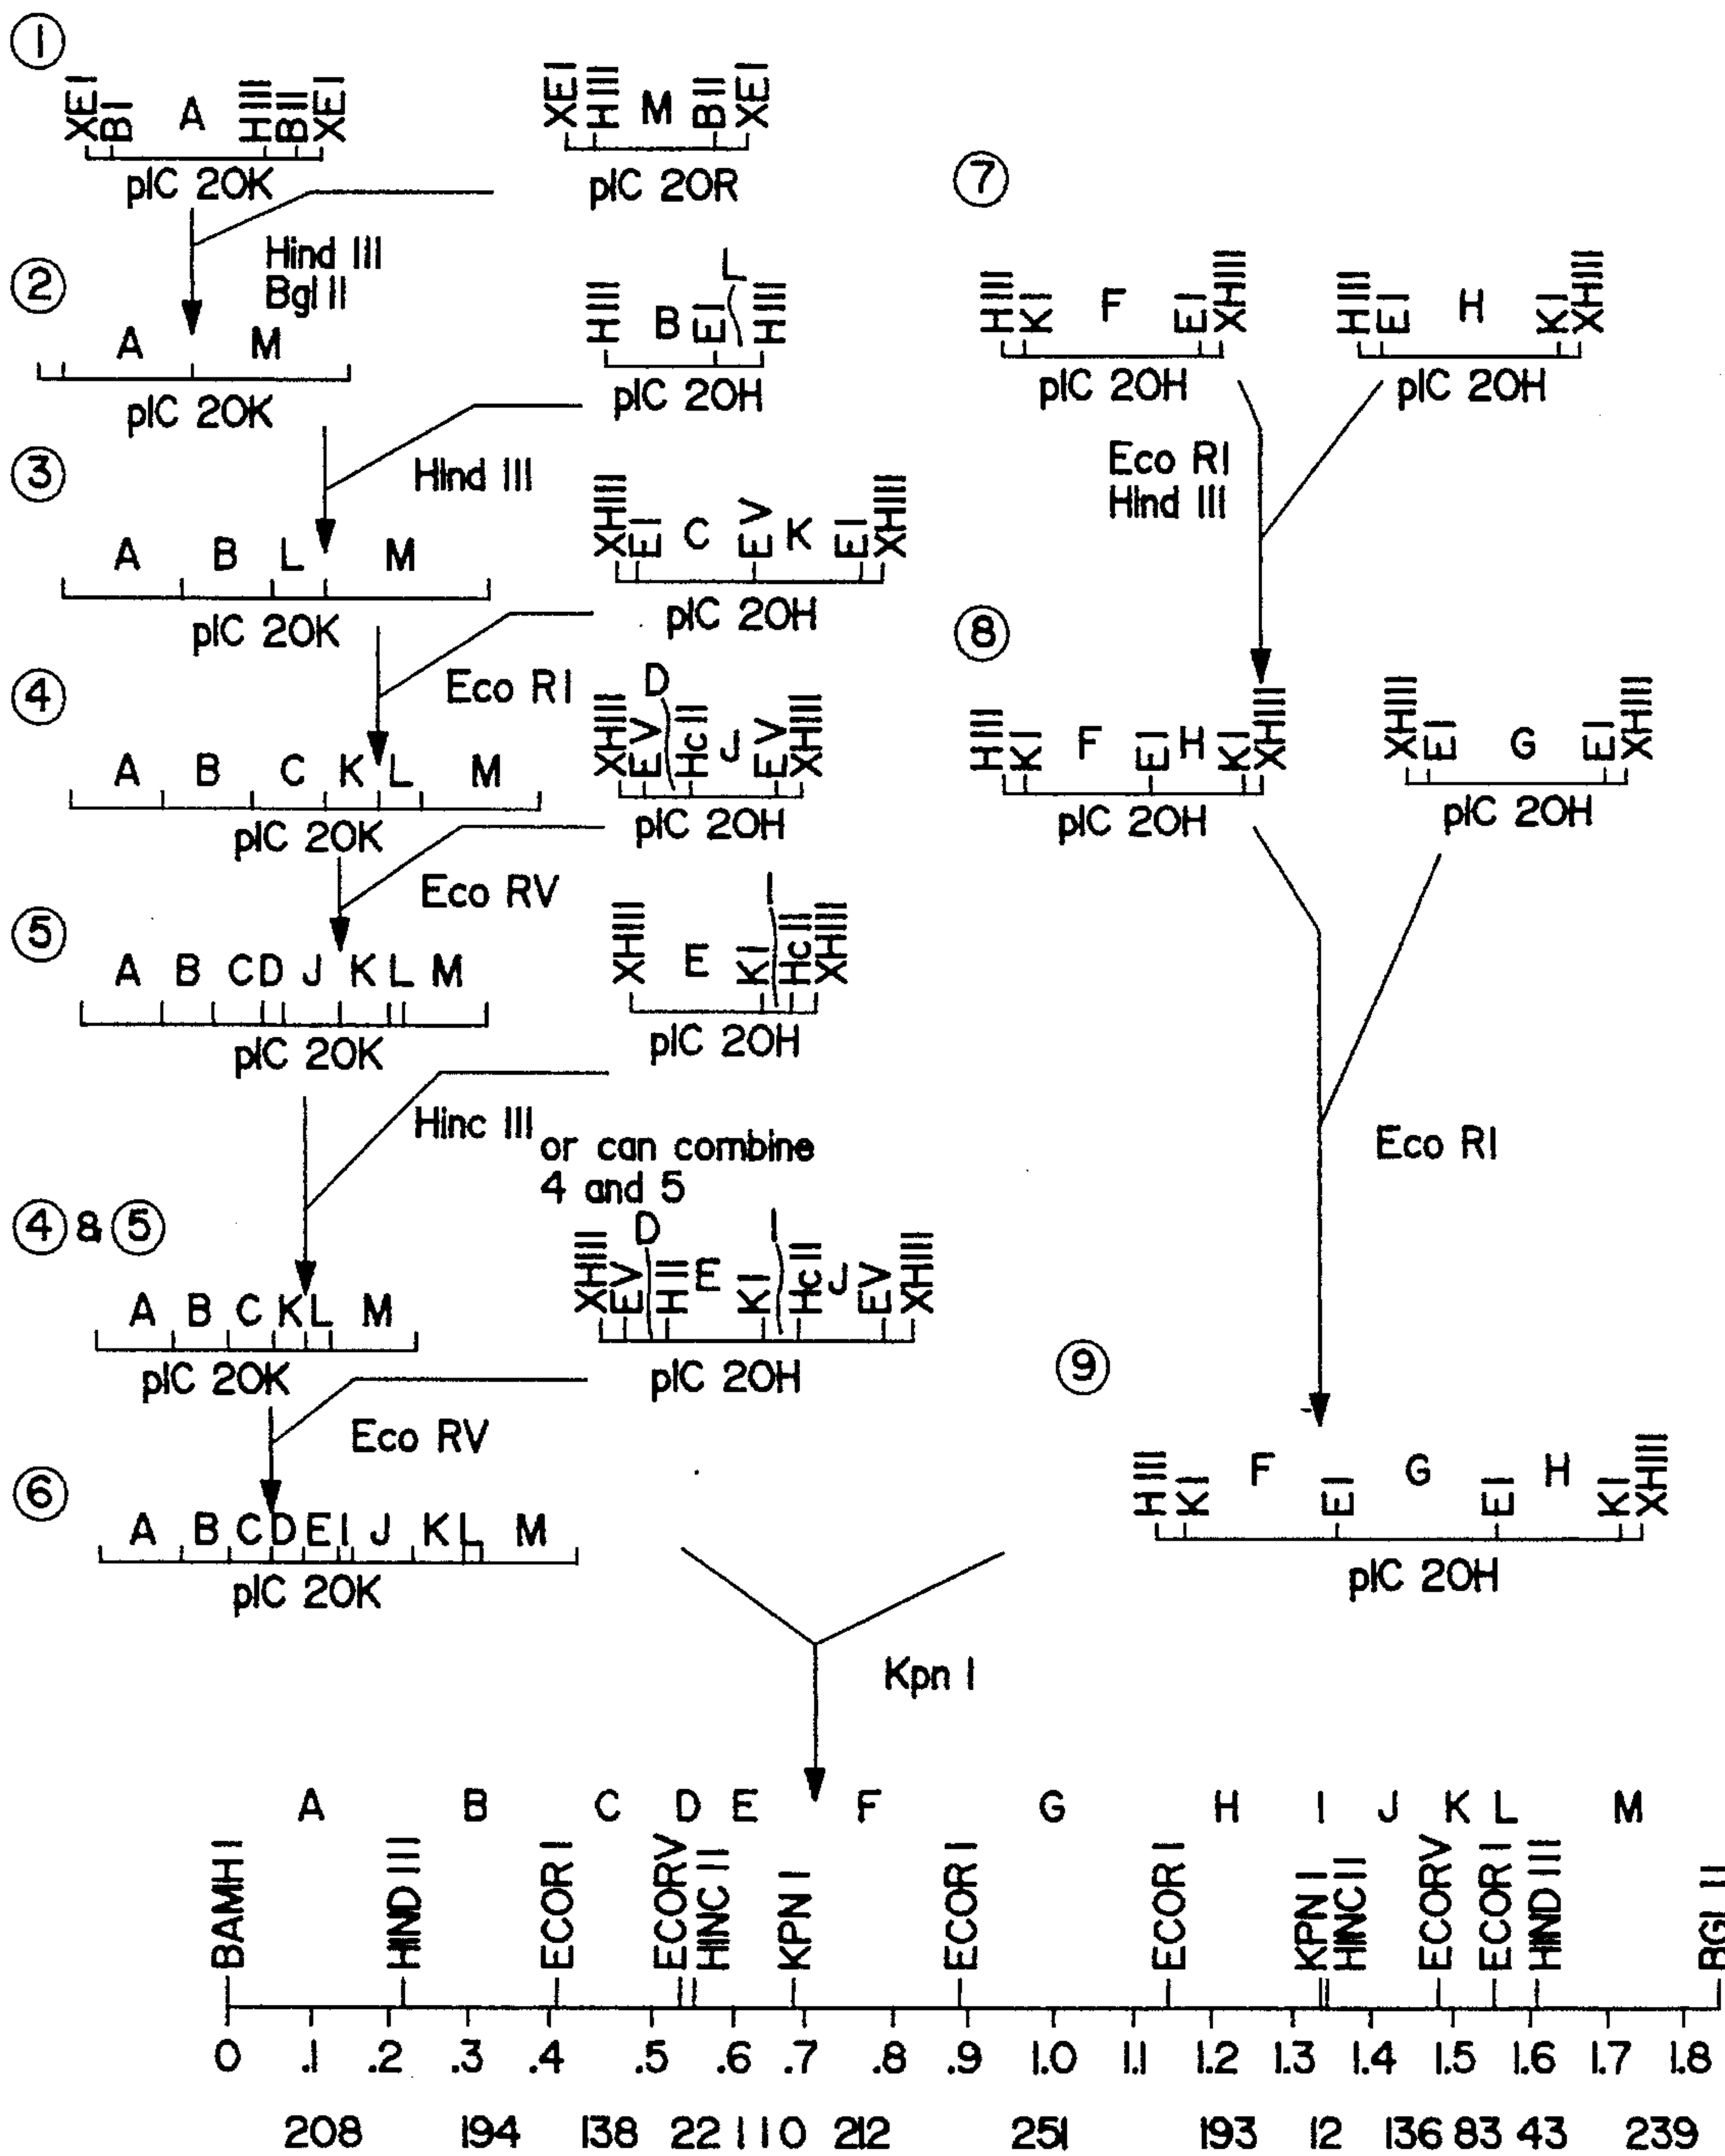 ①
XEI BI A HIII BII XEI
pIC 20K
XEI HIII M BII XEI
pIC 20R
Hind III
Bgl II
②
A M
pIC 20K
HIII B EI L HIII
pIC 20H
Hind III
③
A B L M
pIC 20K
XHIII EI C EV K EI XHIII
pIC 20H
Eco RI
④
A B C K L M
pIC 20K
XHIII EV D HcII J EV XHIII
pIC 20H
Eco RV
⑤
A B C D J K L M
pIC 20K
XHIII E KI I HcII XHIII
pIC 20H
Hinc III
or can combine
4 and 5
④ & ⑤
A B C K L M
pIC 20K
XHIII EV D HII E KI I HcII J EV XHIII
pIC 20H
Eco RV
⑥
A B C D E I J K L M
pIC 20K
⑦
HIII KI F EI XHIII
pIC 20H
HIII EI H KI XHIII
pIC 20H
Eco RI
Hind III
⑧
HIII KI F EI H KI XHIII
pIC 20H
XHIII EI G EI XHIII
pIC 20H
Eco RI
⑨
HIII KI F EI G EI H KI XHIII
pIC 20H
Kpn I
A B C D E F G H I J K L M
BAMH I HIND III ECOR I ECORV HINC II KPN I ECOR I ECOR I KPN I HINC II ECORV ECOR I HIND III BGL II
0 .1 .2 .3 .4 .5 .6 .7 .8 .9 1.0 1.1 1.2 1.3 1.4 1.5 1.6 1.7 1.8
208 194 138 22 110 212 251 193 12 136 83 43 239